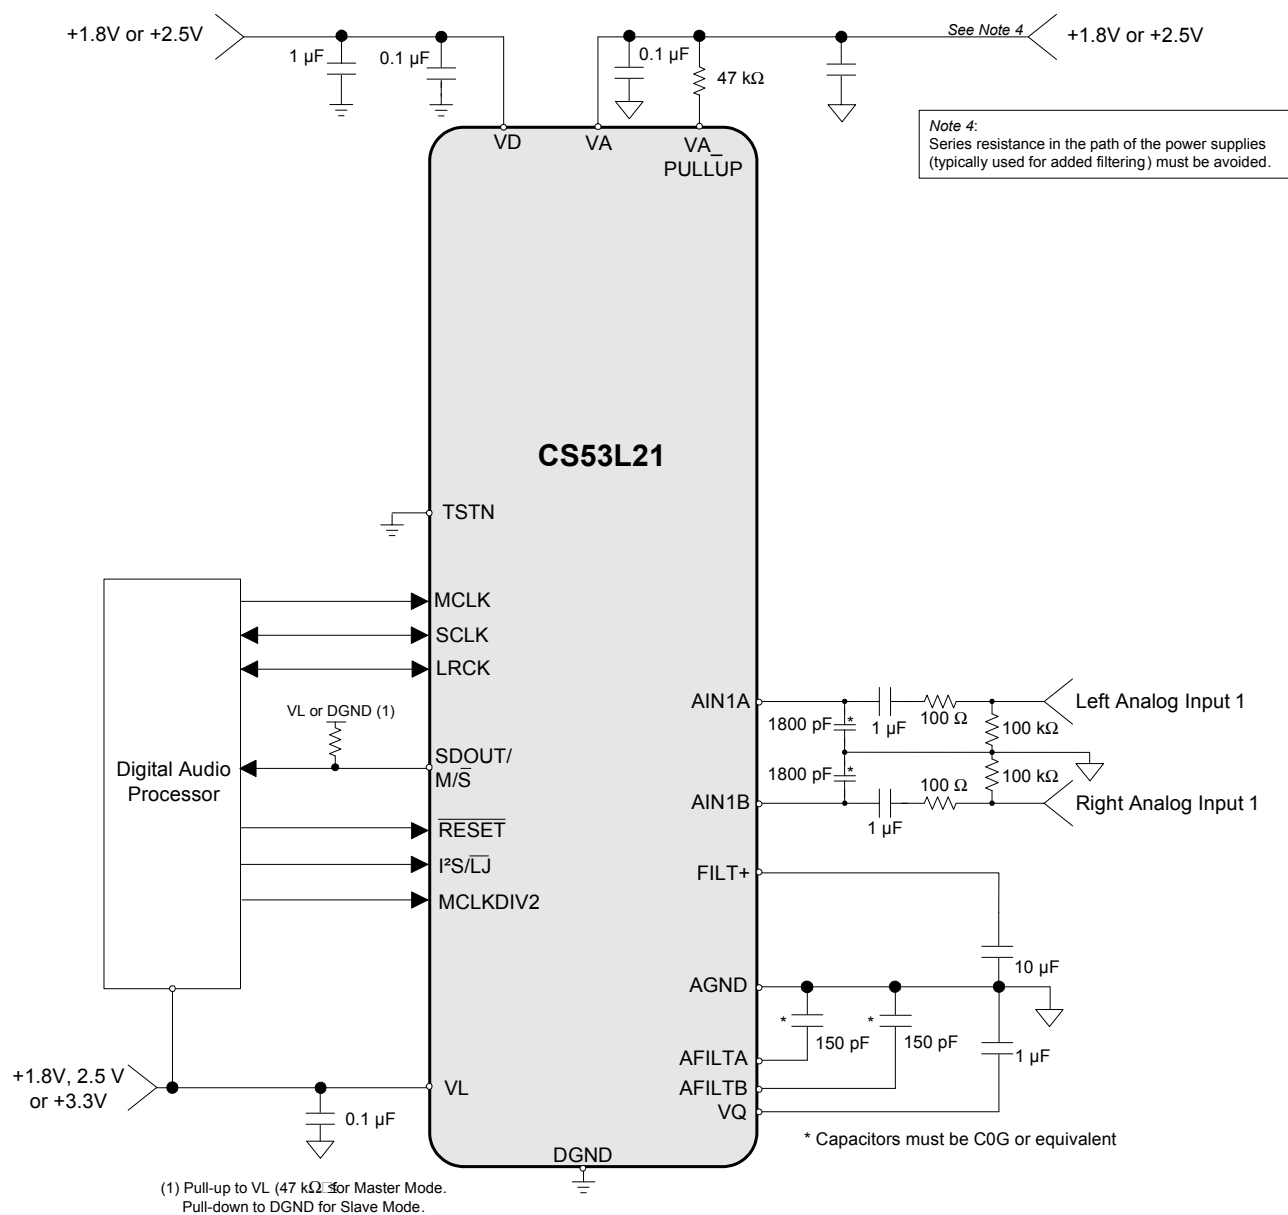 +1.8V or +2.5V
1 µF
0.1 µF
0.1 µF
47 kΩ
See Note 4
+1.8V or +2.5V
Note 4:
Series resistance in the path of the power supplies
(typically used for added filtering) must be avoided.
VD
VA
VA_
PULLUP
CS53L21
TSTN
MCLK
SCLK
LRCK
VL or DGND (1)
SDOUT/
M/S̅
Digital Audio
Processor
R̅E̅S̅E̅T̅
I²S/L̅J̅
MCLKDIV2
AIN1A
1800 pF
*
1 µF
100 Ω
100 kΩ
Left Analog Input 1
1800 pF
*
100 Ω
100 kΩ
AIN1B
1 µF
Right Analog Input 1
FILT+
10 µF
AGND
*
150 pF
*
150 pF
1 µF
AFILTA
AFILTB
VQ
* Capacitors must be C0G or equivalent
+1.8V, 2.5 V
or +3.3V
VL
0.1 µF
DGND
(1) Pull-up to VL (47 kΩ for Master Mode.
Pull-down to DGND for Slave Mode.